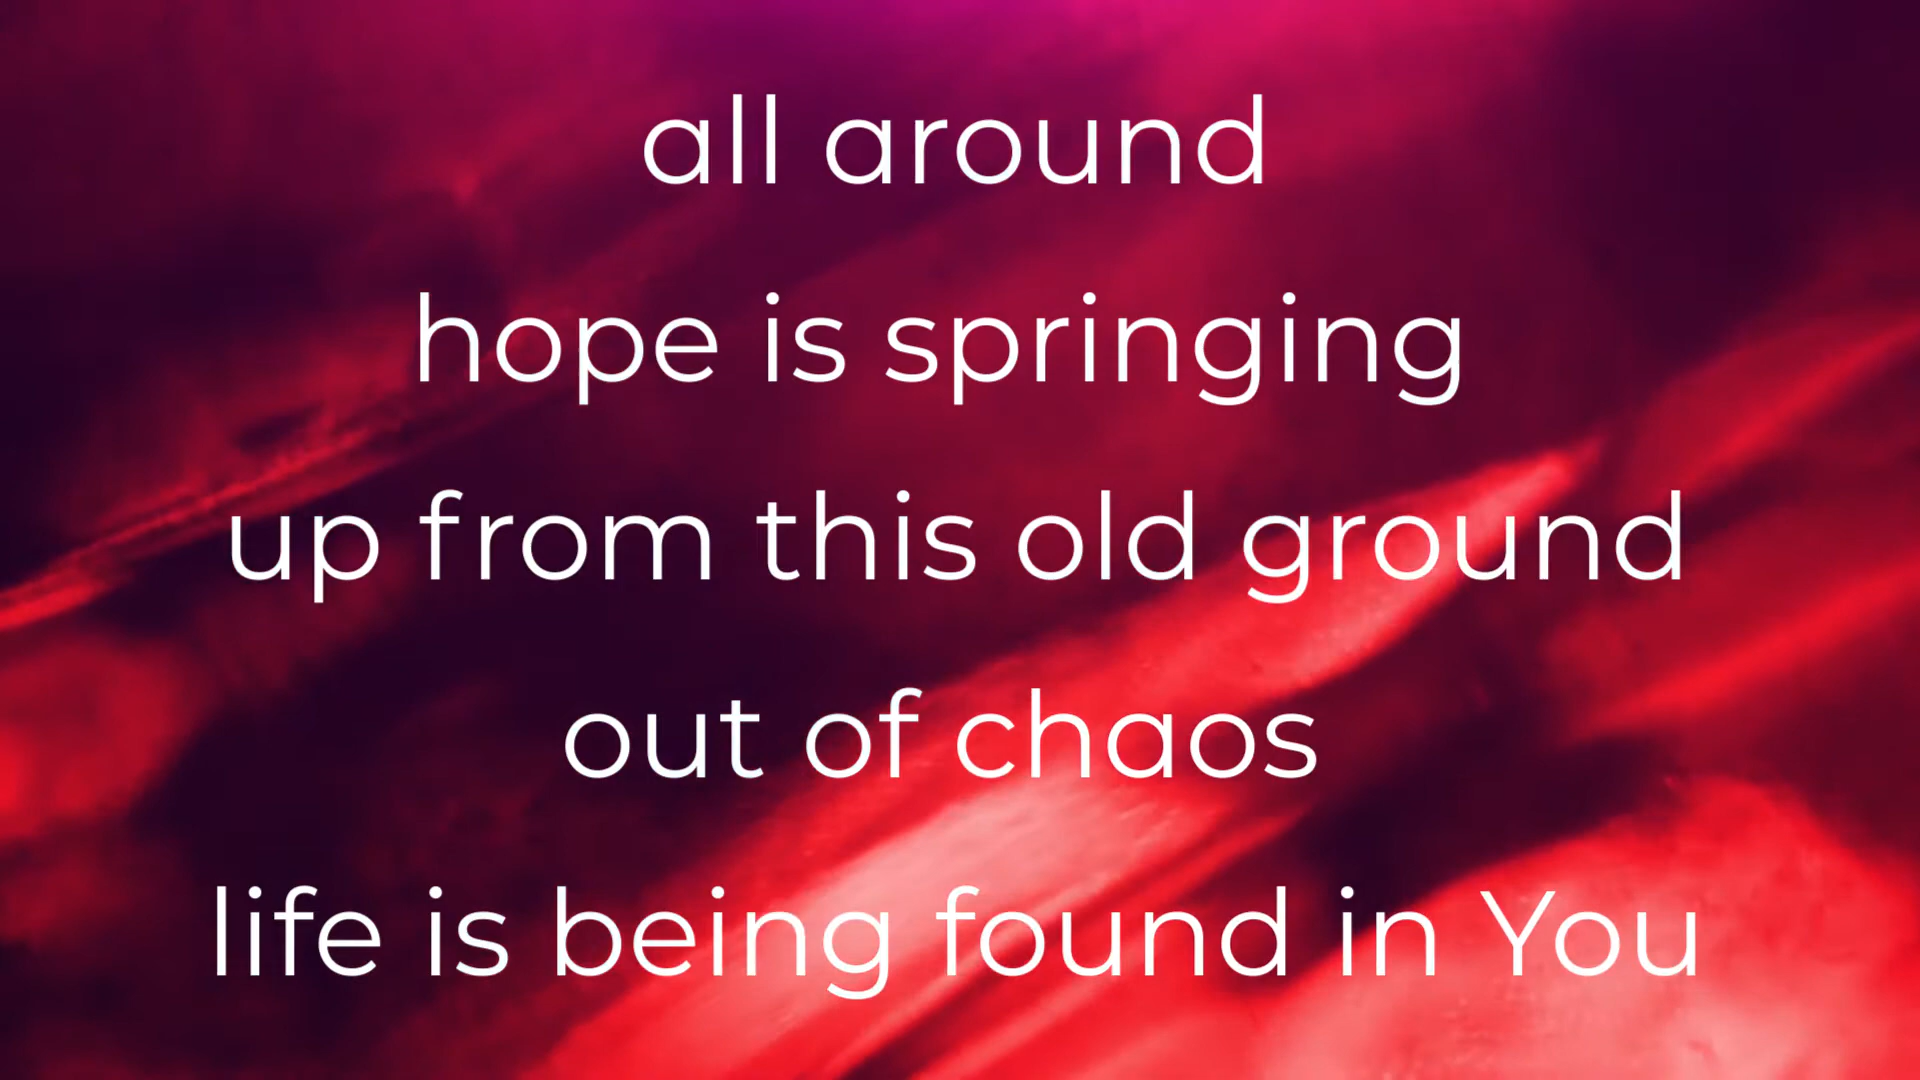 all around
hope is springing
up from this old ground
out of chaos
life is being found in You